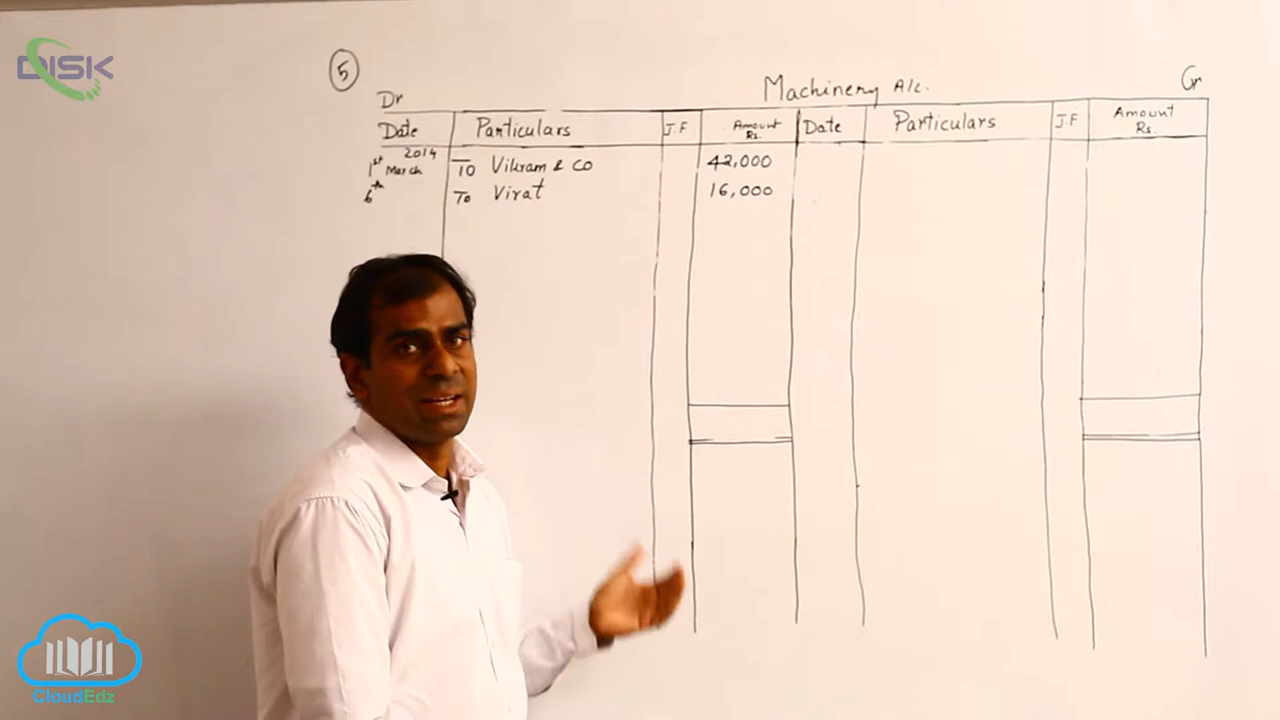 DISK
5
Dr Machinery A/c. Cr
Date Particulars J.F Amount Rs. Date Particulars J.F Amount Rs.
2014
1st March To Vikram & Co 42,000
6th To Virat 16,000
CloudEdz